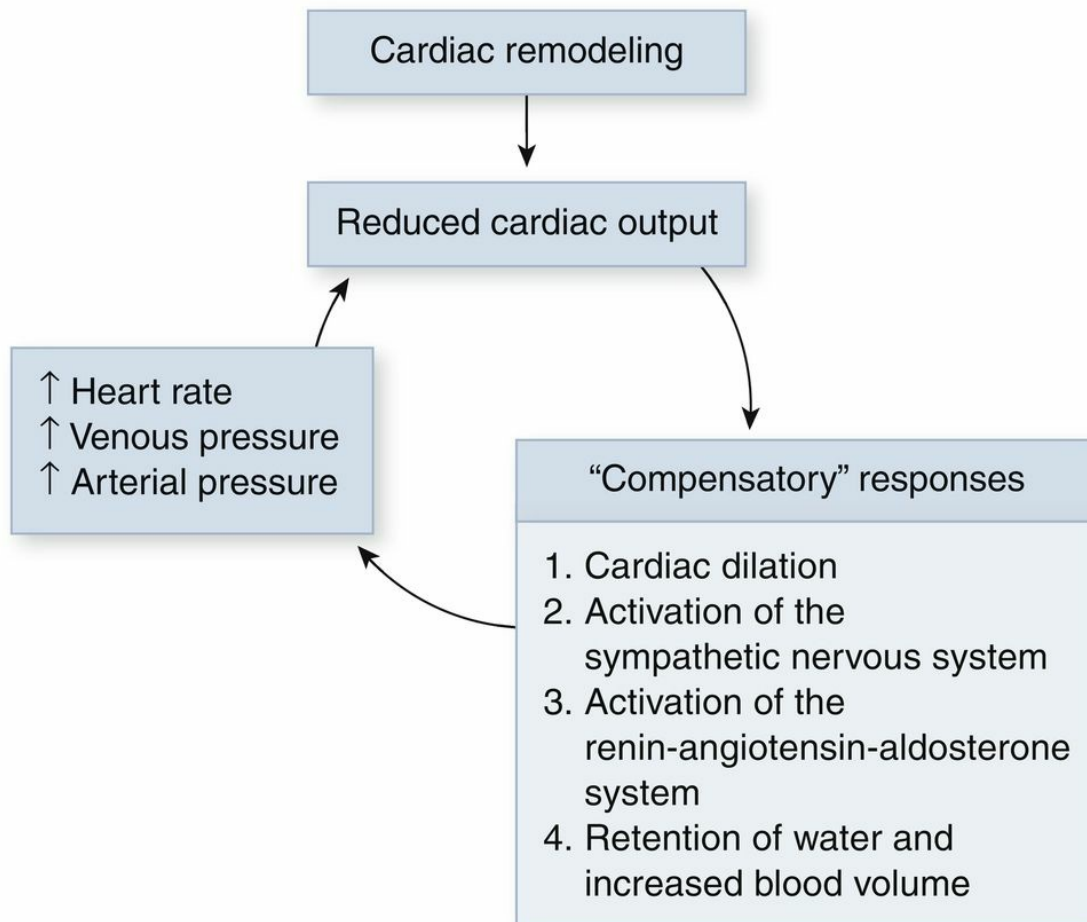 Cardiac remodeling
Reduced cardiac output
↑ Heart rate
↑ Venous pressure
↑ Arterial pressure
“Compensatory” responses
1. Cardiac dilation
2. Activation of the
sympathetic nervous system
3. Activation of the
renin-angiotensin-aldosterone
system
4. Retention of water and
increased blood volume